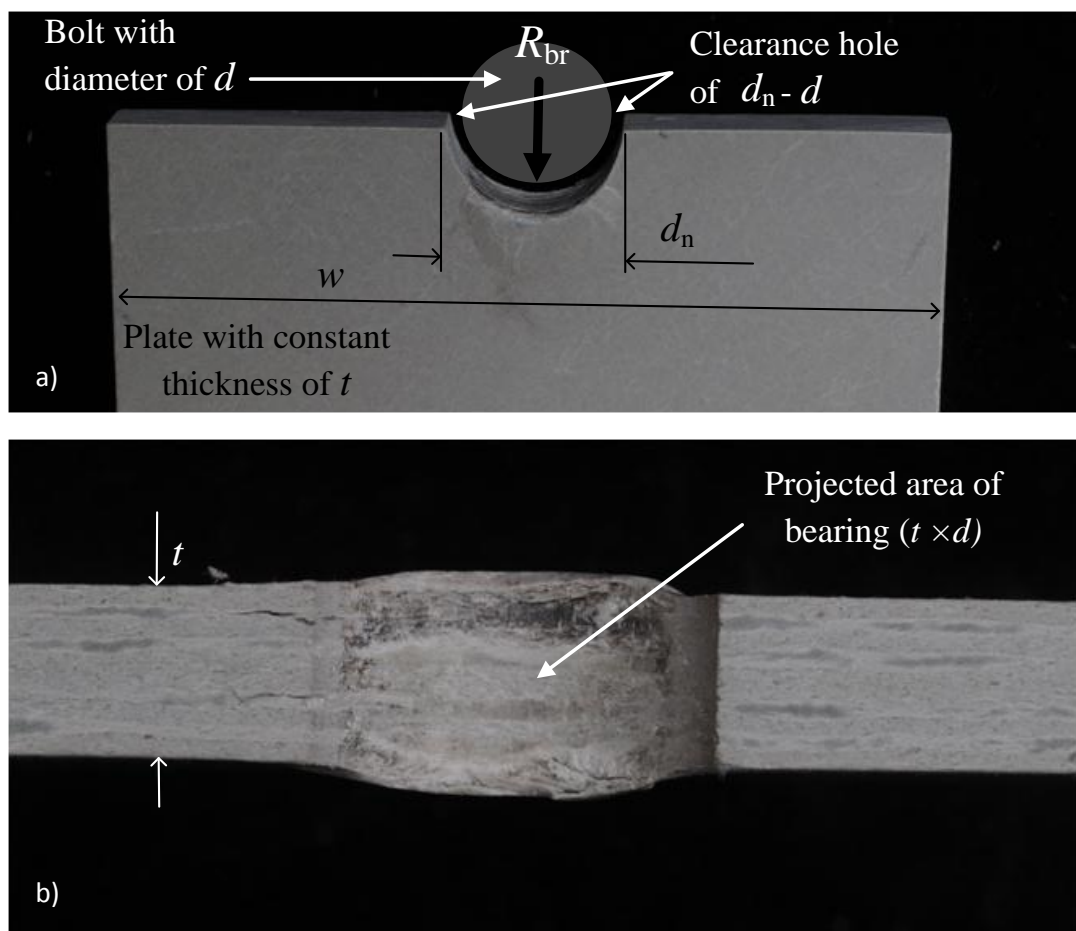 Bolt with
diameter of d
R_br
Clearance hole
of d_n - d
d_n
w
Plate with constant
thickness of t
a)
Projected area of
bearing (t ×d)
t
b)